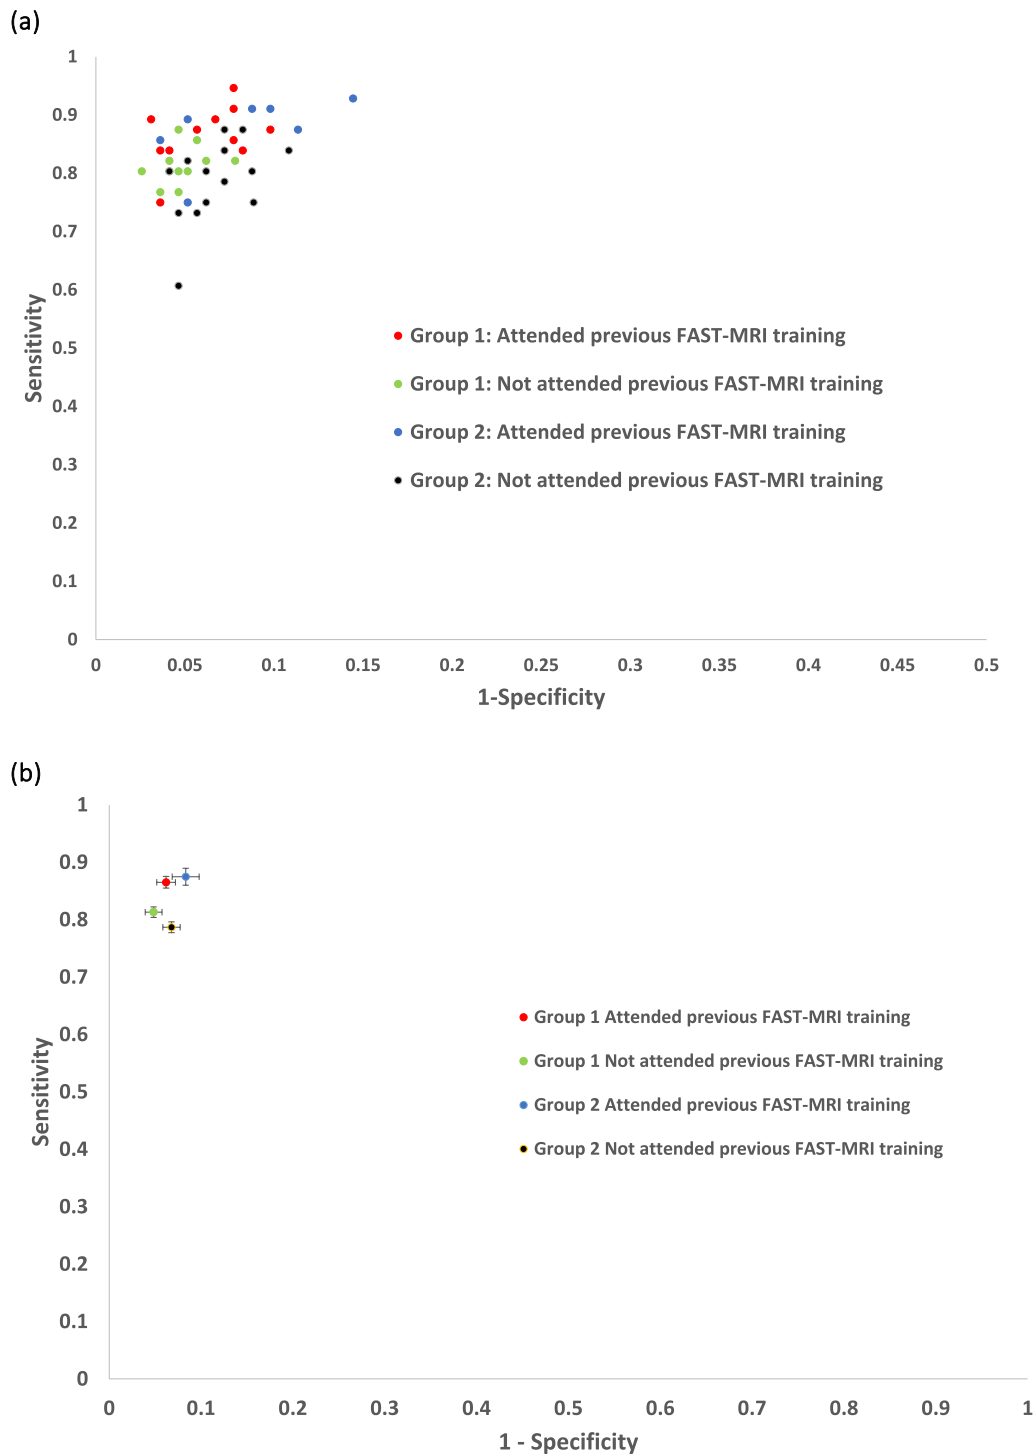 (a)
1
0.9
0.8
0.7
0.6
0.5
0.4
0.3
0.2
0.1
0
Sensitivity
Group 1: Attended previous FAST-MRI training
Group 1: Not attended previous FAST-MRI training
Group 2: Attended previous FAST-MRI training
Group 2: Not attended previous FAST-MRI training
0 0.05 0.1 0.15 0.2 0.25 0.3 0.35 0.4 0.45 0.5
1-Specificity
(b)
1
0.9
0.8
0.7
0.6
0.5
0.4
0.3
0.2
0.1
0
Sensitivity
Group 1 Attended previous FAST-MRI training
Group 1 Not attended previous FAST-MRI training
Group 2 Attended previous FAST-MRI training
Group 2 Not attended previous FAST-MRI training
0 0.1 0.2 0.3 0.4 0.5 0.6 0.7 0.8 0.9 1
1 - Specificity